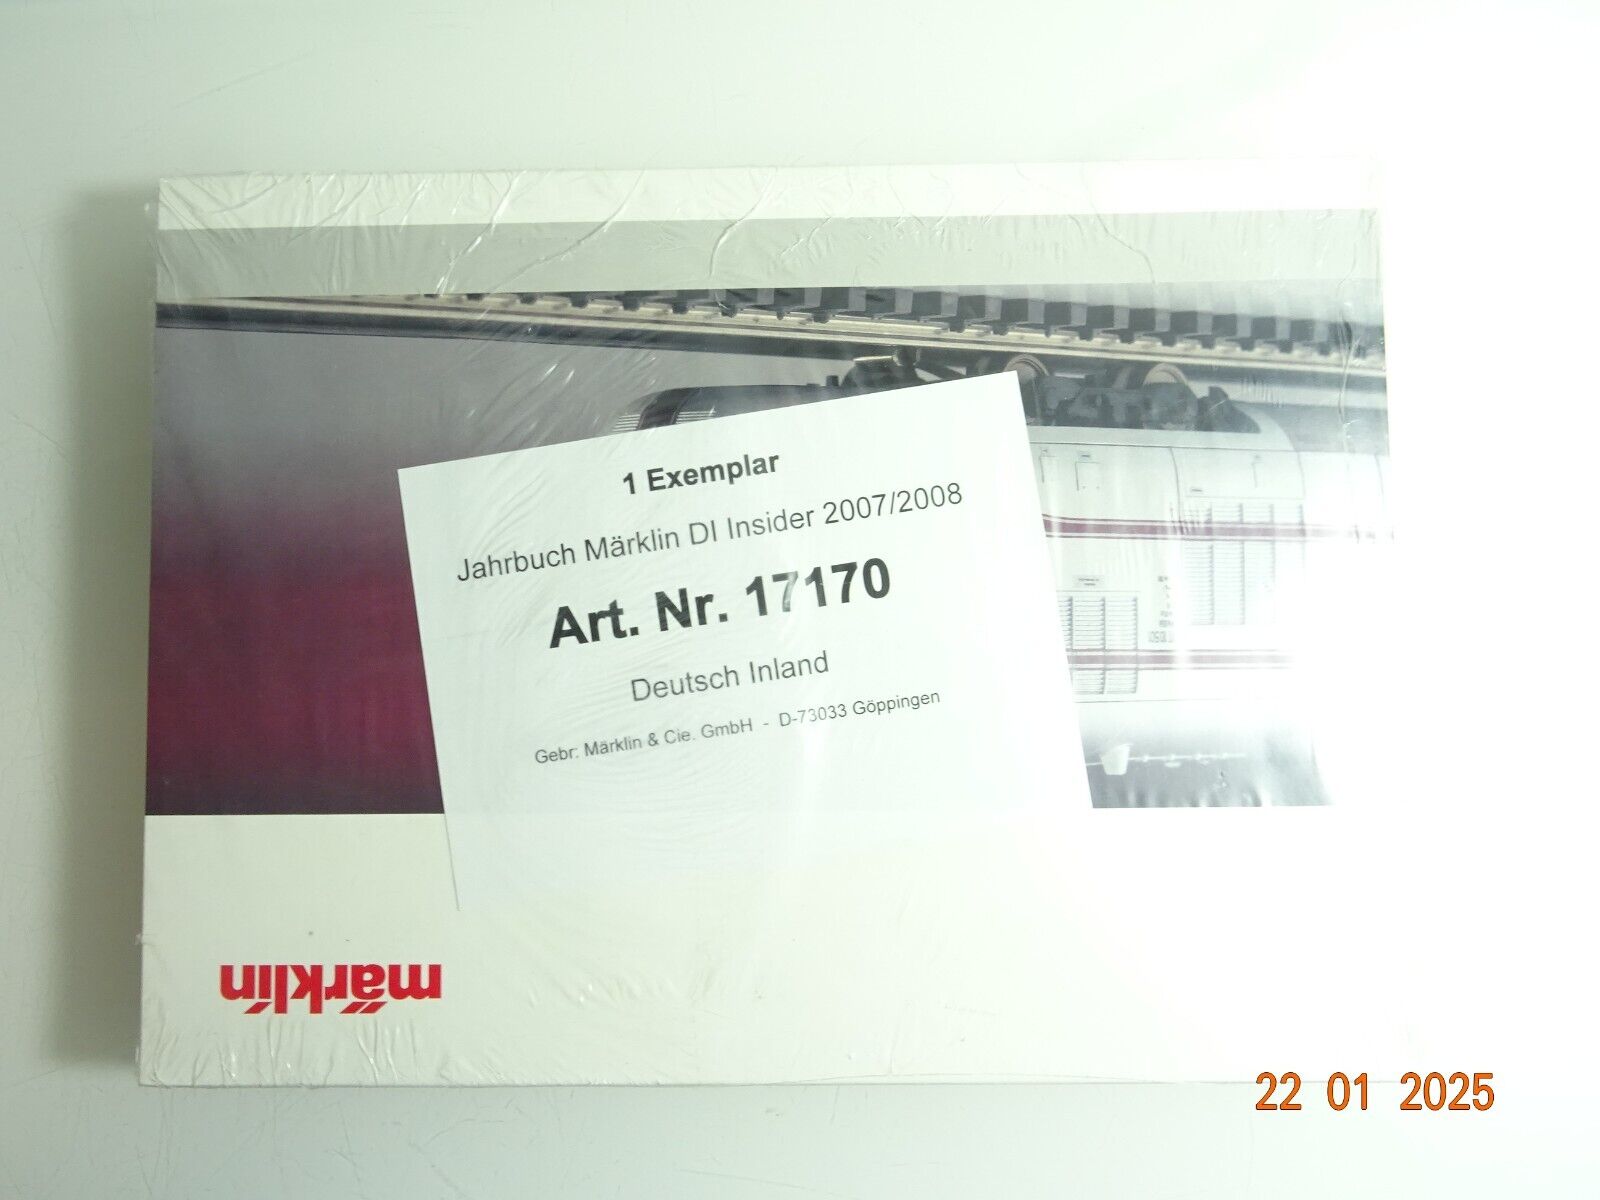 1 Exemplar
Jahrbuch Märklin DI Insider 2007/2008
Art. Nr. 17170
Deutsch Inland
Gebr. Märklin & Cie. GmbH - D-73033 Göppingen
märklin
22 01 2025